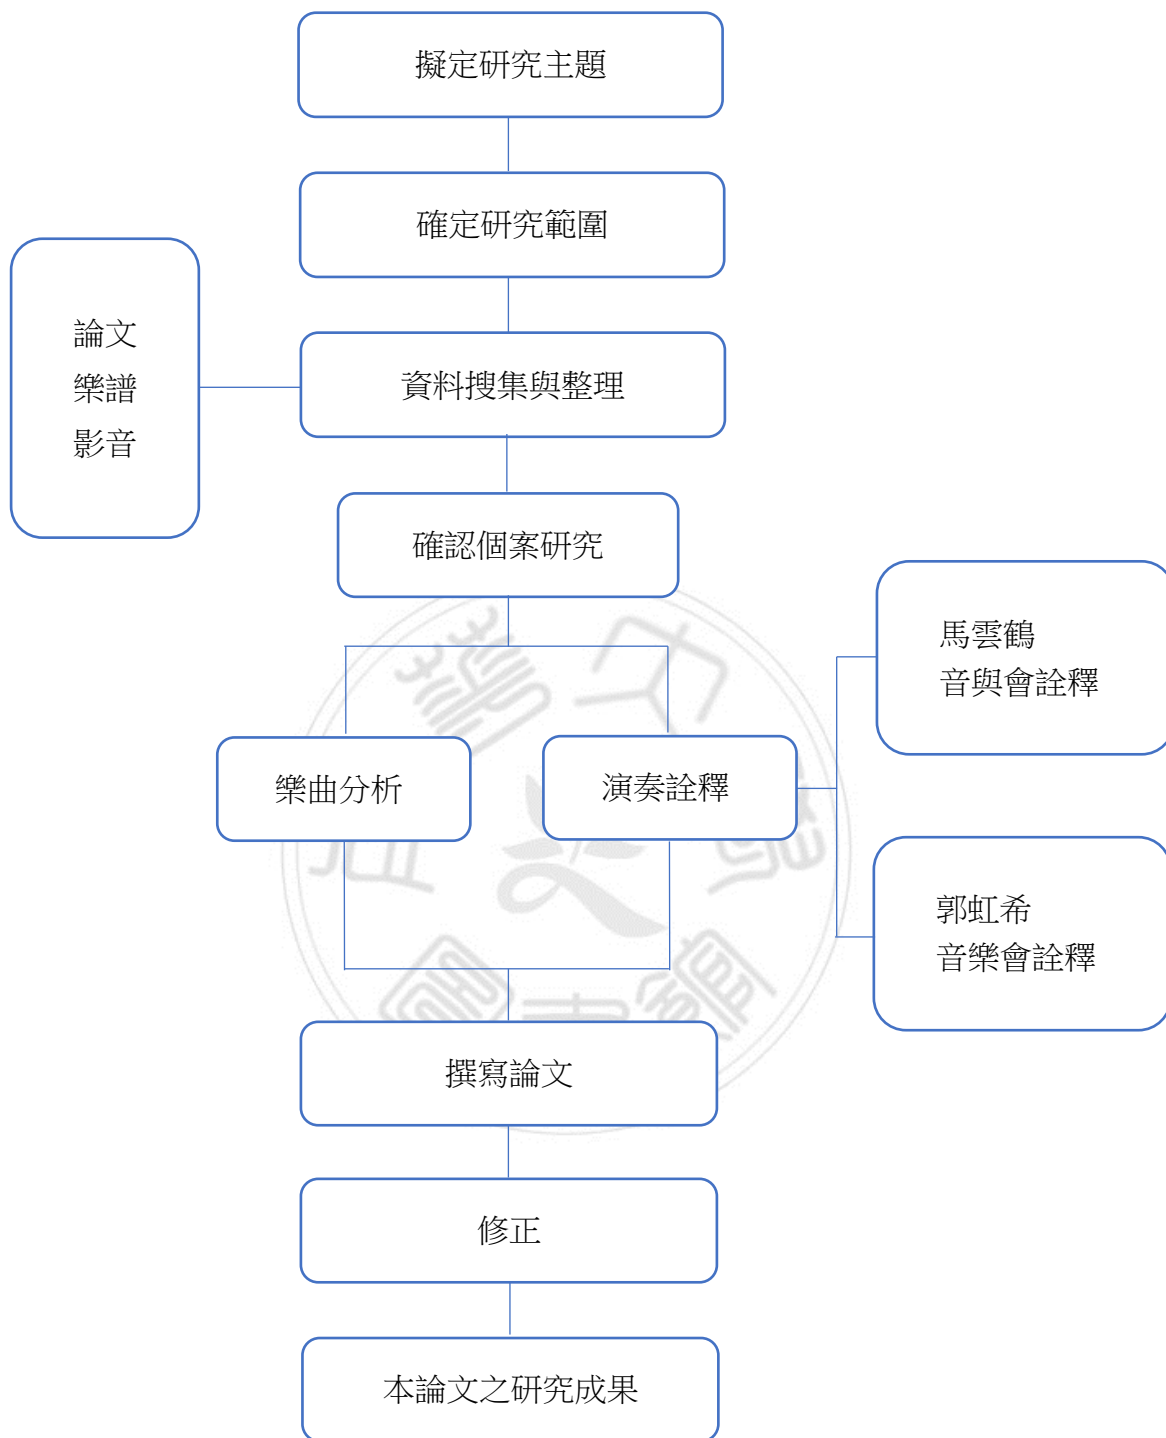 擬定研究主題
確定研究範圍
論文
樂譜
影音
資料搜集與整理
確認個案研究
馬雲鶴
音與會詮釋
樂曲分析
演奏詮釋
郭虹希
音樂會詮釋
撰寫論文
修正
本論文之研究成果